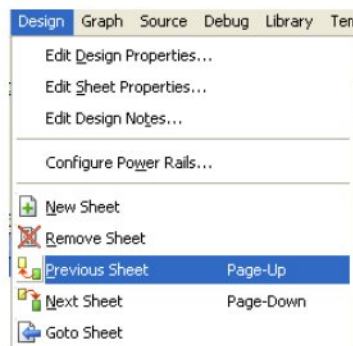 Design Graph Source Debug Library
Edit Design Properties...
Edit Sheet Properties...
Edit Design Notes...
Configure Power Rails...
New Sheet
Remove Sheet
Previous Sheet Page-Up
Next Sheet Page-Down
Goto Sheet